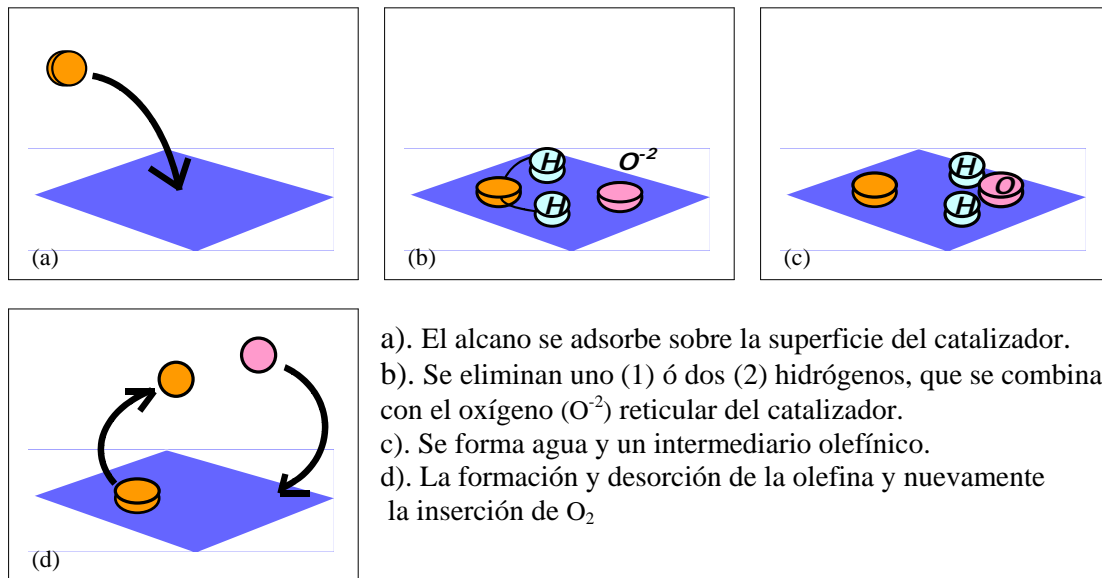 (a)
H
H
O⁻²
(b)
H
H
O
(c)
(d)
a). El alcano se adsorbe sobre la superficie del catalizador.
b). Se eliminan uno (1) ó dos (2) hidrógenos, que se combina
con el oxígeno (O⁻²) reticular del catalizador.
c). Se forma agua y un intermediario olefínico.
d). La formación y desorción de la olefina y nuevamente
la inserción de O₂